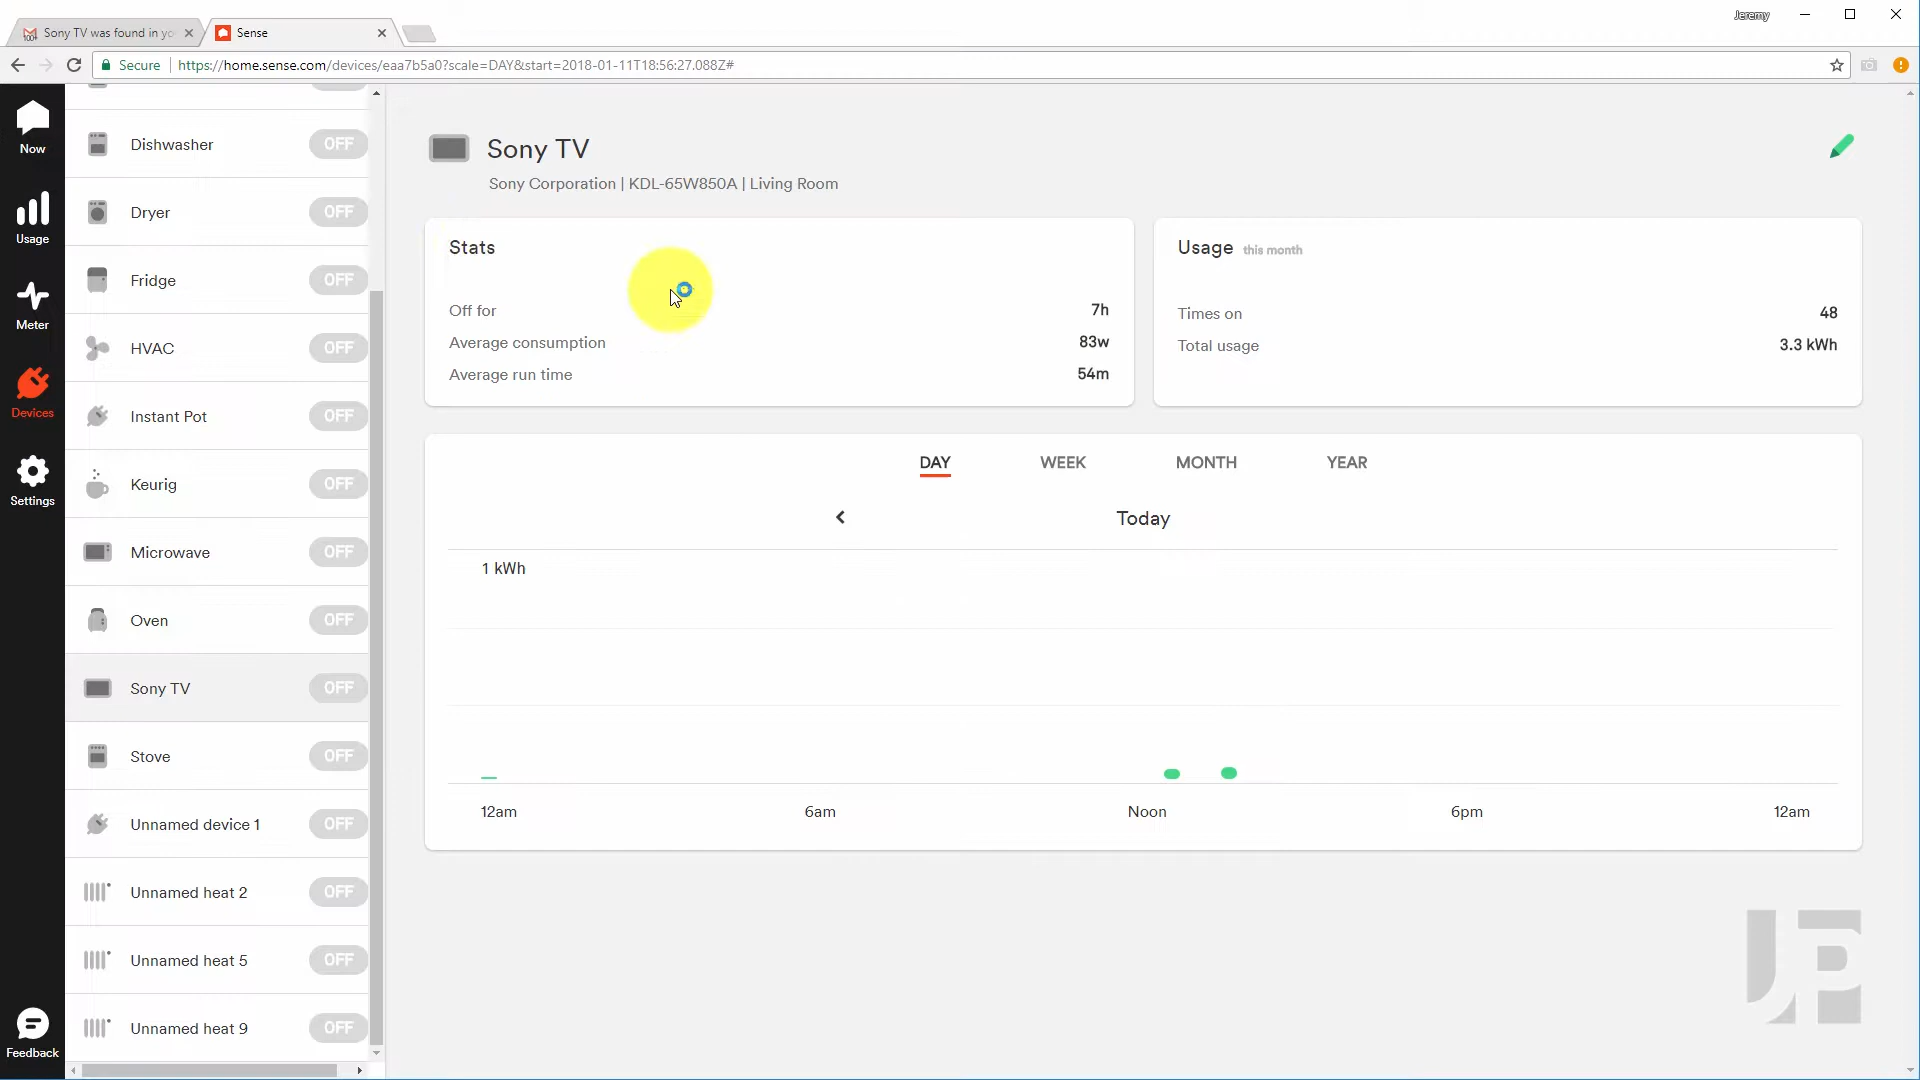 Jeremy
Sony TV was found in yo
Sense
Secure
https://home.sense.com/devices/eaa7b5a0?scale=DAY&start=2018-01-11T18:56:27.088Z#
Now
Usage
Meter
Devices
Settings
Feedback
Dishwasher OFF
Dryer OFF
Fridge OFF
HVAC OFF
Instant Pot OFF
Keurig OFF
Microwave OFF
Oven OFF
Sony TV OFF
Stove OFF
Unnamed device 1 OFF
Unnamed heat 2 OFF
Unnamed heat 5 OFF
Unnamed heat 9 OFF
Sony TV
Sony Corporation | KDL-65W850A | Living Room
Stats
Off for 7h
Average consumption 83w
Average run time 54m
Usage this month
Times on 48
Total usage 3.3 kWh
DAY WEEK MONTH YEAR
Today
1 kWh
12am 6am Noon 6pm 12am
JP